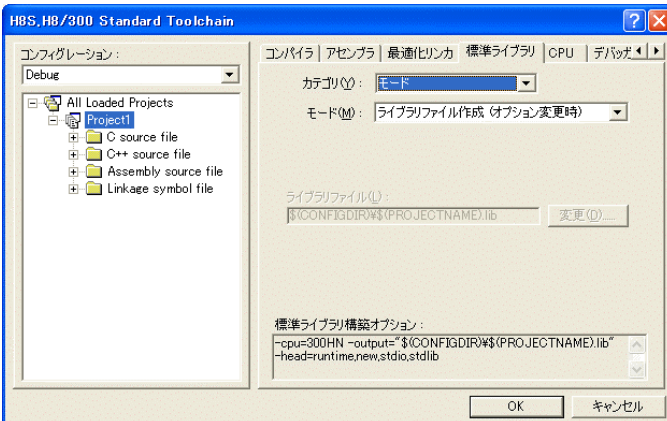 H8S,H8/300 Standard Toolchain
コンフィグレーション :
Debug
All Loaded Projects
Project1
C source file
C++ source file
Assembly source file
Linkage symbol file
コンパイラ
アセンブラ
最適化リンカ
標準ライブラリ
CPU
デバッガ
カテゴリ(Y) :
モード
モード(M) :
ライブラリファイル作成 (オプション変更時)
ライブラリファイル(L) :
$(CONFIGDIR)¥$(PROJECTNAME).lib
変更(D)......
標準ライブラリ構築オプション :
-cpu=300HN -output="$(CONFIGDIR)¥$(PROJECTNAME).lib"
-head=runtime,new,stdio,stdlib
OK
キャンセル